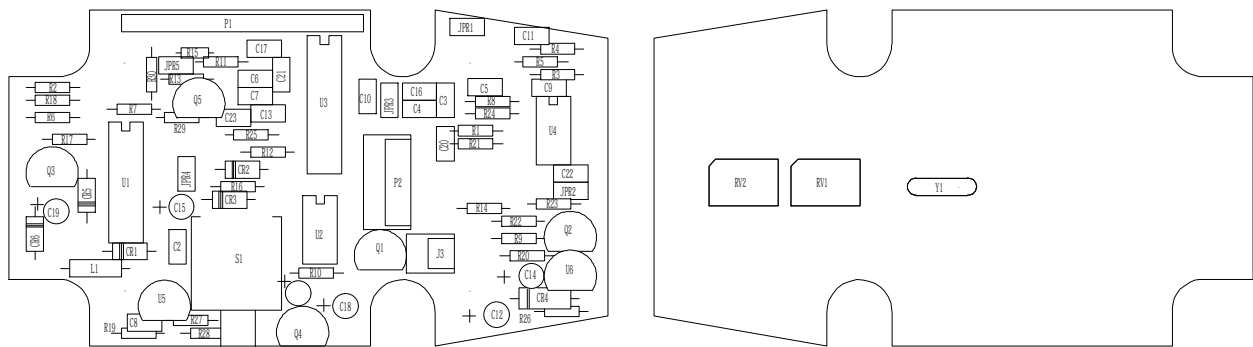 P1
JPR1
C11
R15
C17
R4
R30
JPR5
R11
R5
R13
C6
C21
R3
R2
C7
C10
JPR3
C16
C3
C5
C9
R18
Q5
U3
C4
R8
R7
C23
C13
R24
R6
R29
U4
R25
R1
R17
C20
R21
R12
Q3
U1
JPR4
CR2
P2
C22
CR5
R16
JPR2
CR3
R23
C19
C15
R14
CR6
U2
R22
R9
Q2
C2
CR1
S1
Q1
J3
R20
L1
R10
C14
U6
U5
C18
CR4
C8
R27
C12
R26
R19
R28
Q4
RV2
RV1
Y1